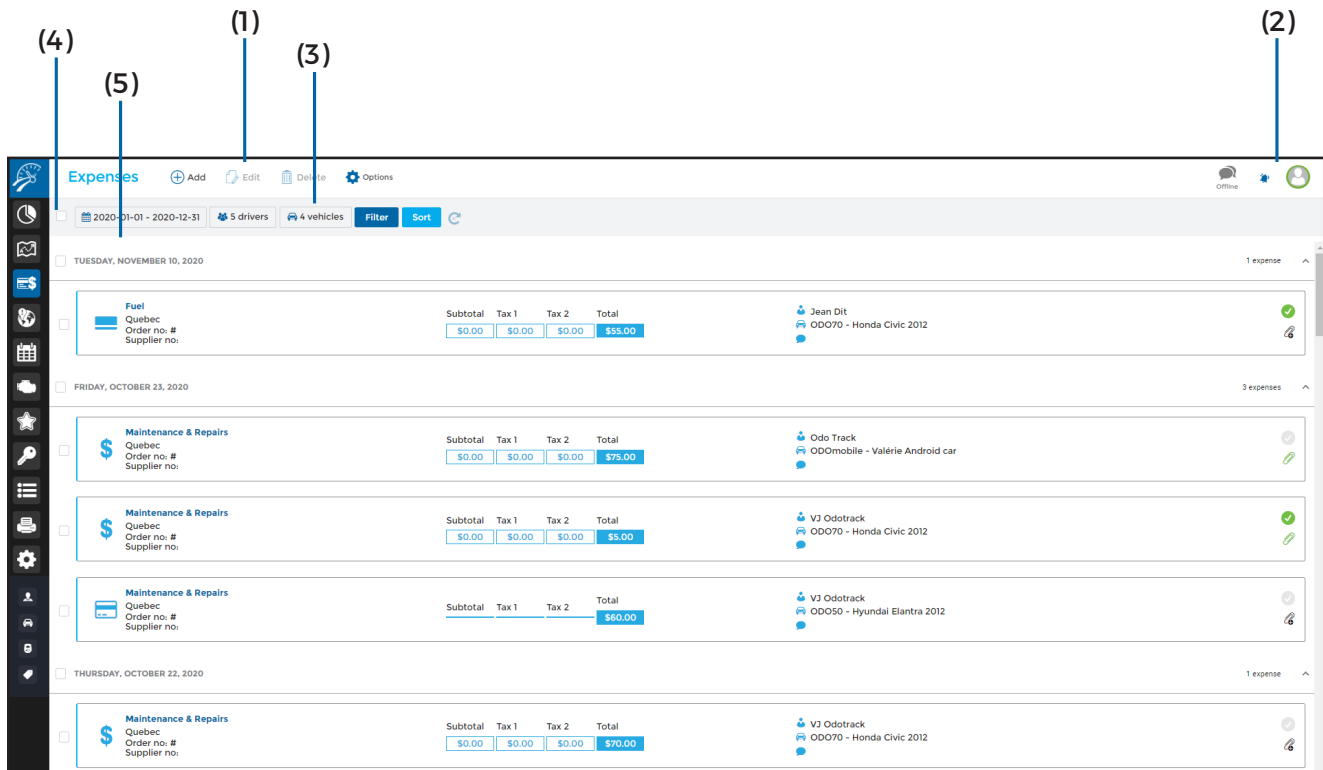 (1)
(2)
(4)
(3)
(5)
Expenses Add Edit Delete Options
Offline
2020-01-01 - 2020-12-31 5 drivers 4 vehicles Filter Sort
TUESDAY, NOVEMBER 10, 2020 1 expense
Fuel
Quebec
Order no: #
Supplier no:
Subtotal Tax 1 Tax 2 Total
$0.00 $0.00 $0.00 $55.00
Jean Dit
ODO70 - Honda Civic 2012
FRIDAY, OCTOBER 23, 2020 3 expenses
Maintenance & Repairs
Quebec
Order no: #
Supplier no:
Subtotal Tax 1 Tax 2 Total
$0.00 $0.00 $0.00 $75.00
Odo Track
ODOmobile - Valérie Android car
Maintenance & Repairs
Quebec
Order no: #
Supplier no:
Subtotal Tax 1 Tax 2 Total
$0.00 $0.00 $0.00 $5.00
VJ Odotrack
ODO70 - Honda Civic 2012
Maintenance & Repairs
Quebec
Order no: #
Supplier no:
Subtotal Tax 1 Tax 2 Total
$60.00
VJ Odotrack
ODO50 - Hyundai Elantra 2012
THURSDAY, OCTOBER 22, 2020 1 expense
Maintenance & Repairs
Quebec
Order no: #
Supplier no:
Subtotal Tax 1 Tax 2 Total
$0.00 $0.00 $0.00 $70.00
VJ Odotrack
ODO70 - Honda Civic 2012